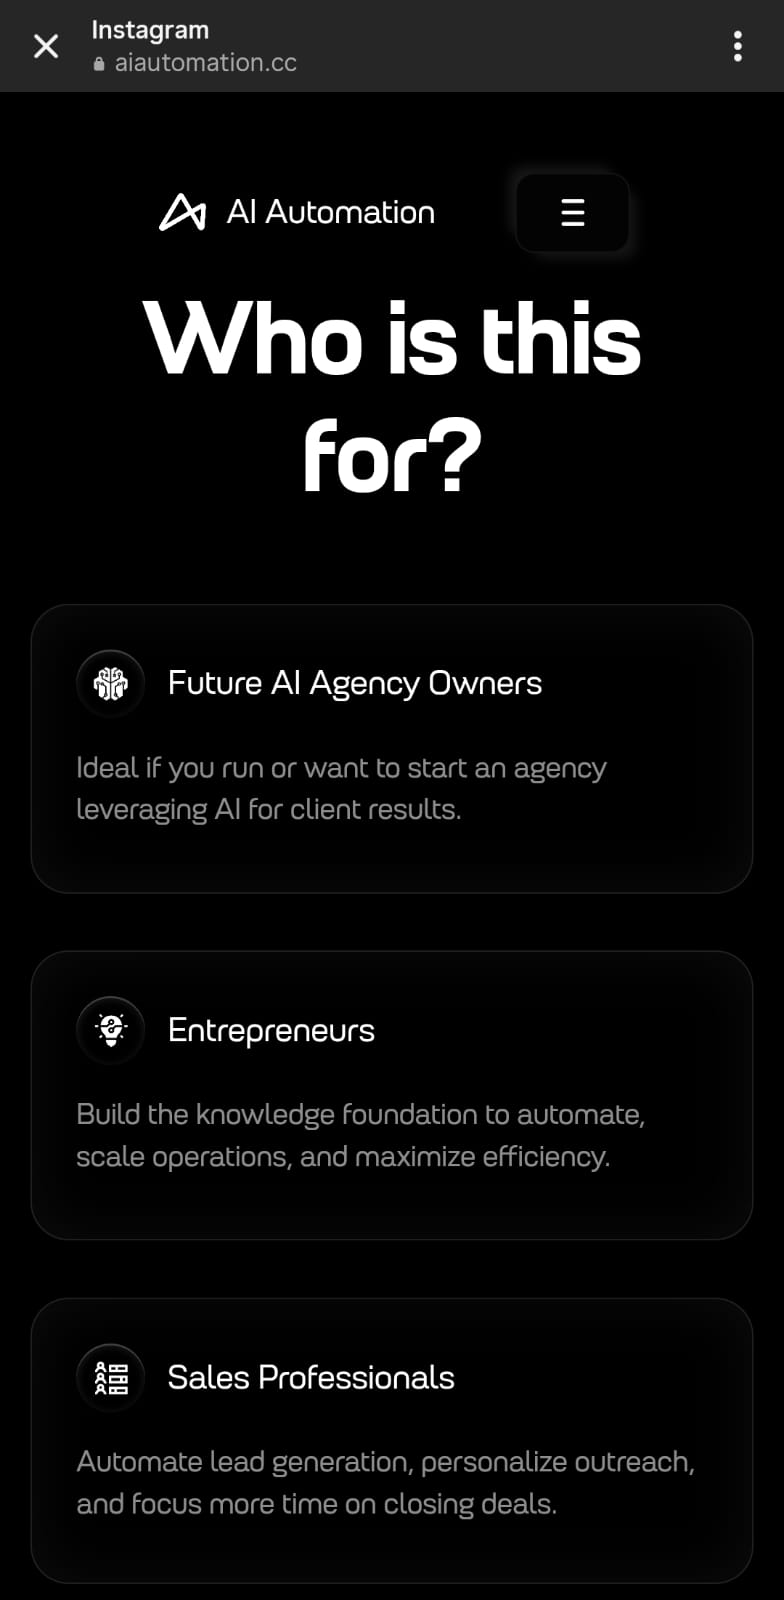 Instagram
aiautomation.cc
AI Automation
Who is this
for?
Future AI Agency Owners
Ideal if you run or want to start an agency
leveraging AI for client results.
Entrepreneurs
Build the knowledge foundation to automate,
scale operations, and maximize efficiency.
Sales Professionals
Automate lead generation, personalize outreach,
and focus more time on closing deals.